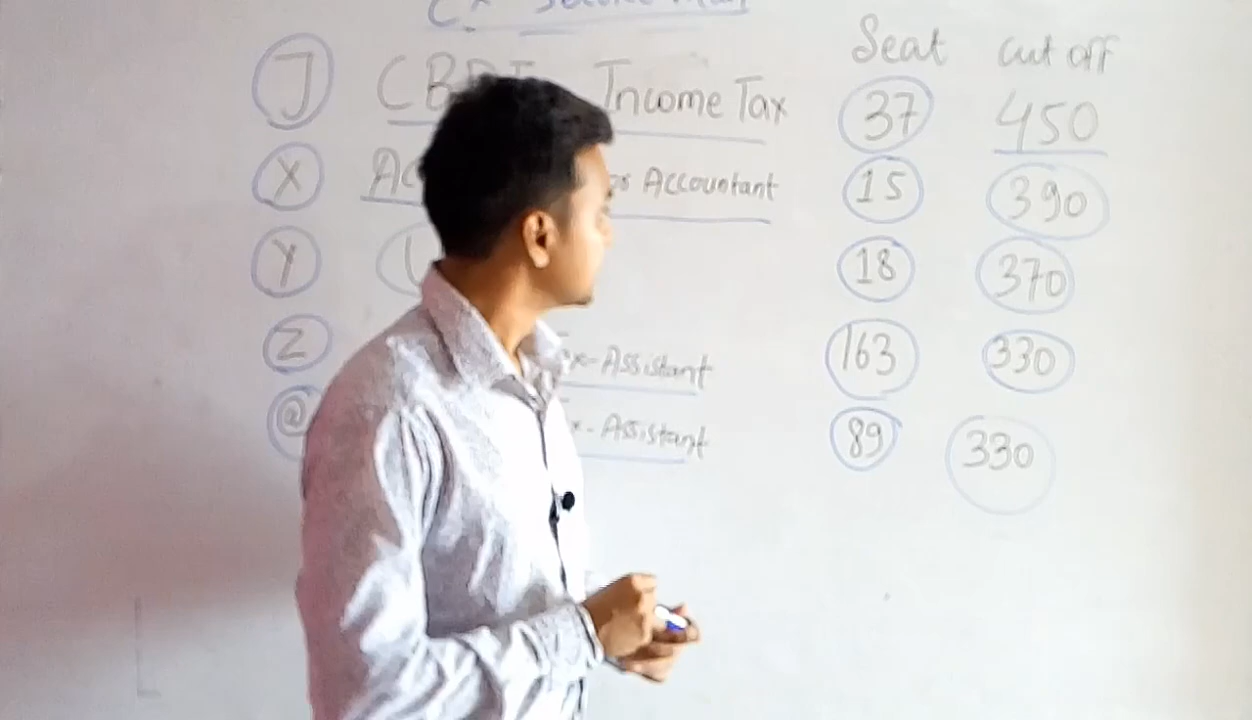 Seat cut off
J CBDT Income Tax 37 450
X Accountant 15 390
Y 18 370
Z x-Assistant 163 330
@ x-Assistant 89 330